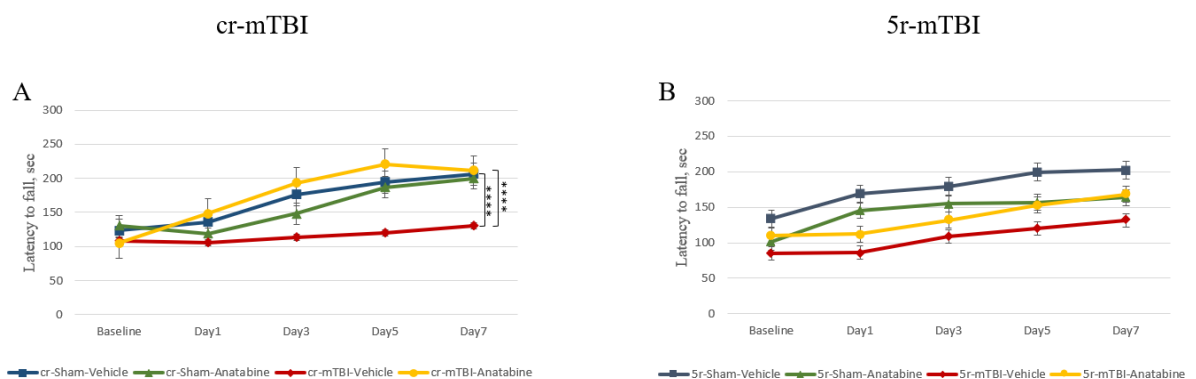 cr-mTBI
5r-mTBI
A
300
250
200
150
100
50
0
Latency to fall, sec
Baseline Day1 Day3 Day5 Day7
****
****
cr-Sham-Vehicle cr-Sham-Anatabine cr-mTBI-Vehicle cr-mTBI-Anatabine
B
300
250
200
150
100
50
0
Latency to fall, sec
Baseline Day1 Day3 Day5 Day7
5r-Sham-Vehicle 5r-Sham-Anatabine 5r-mTBI-Vehicle 5r-mTBI-Anatabine